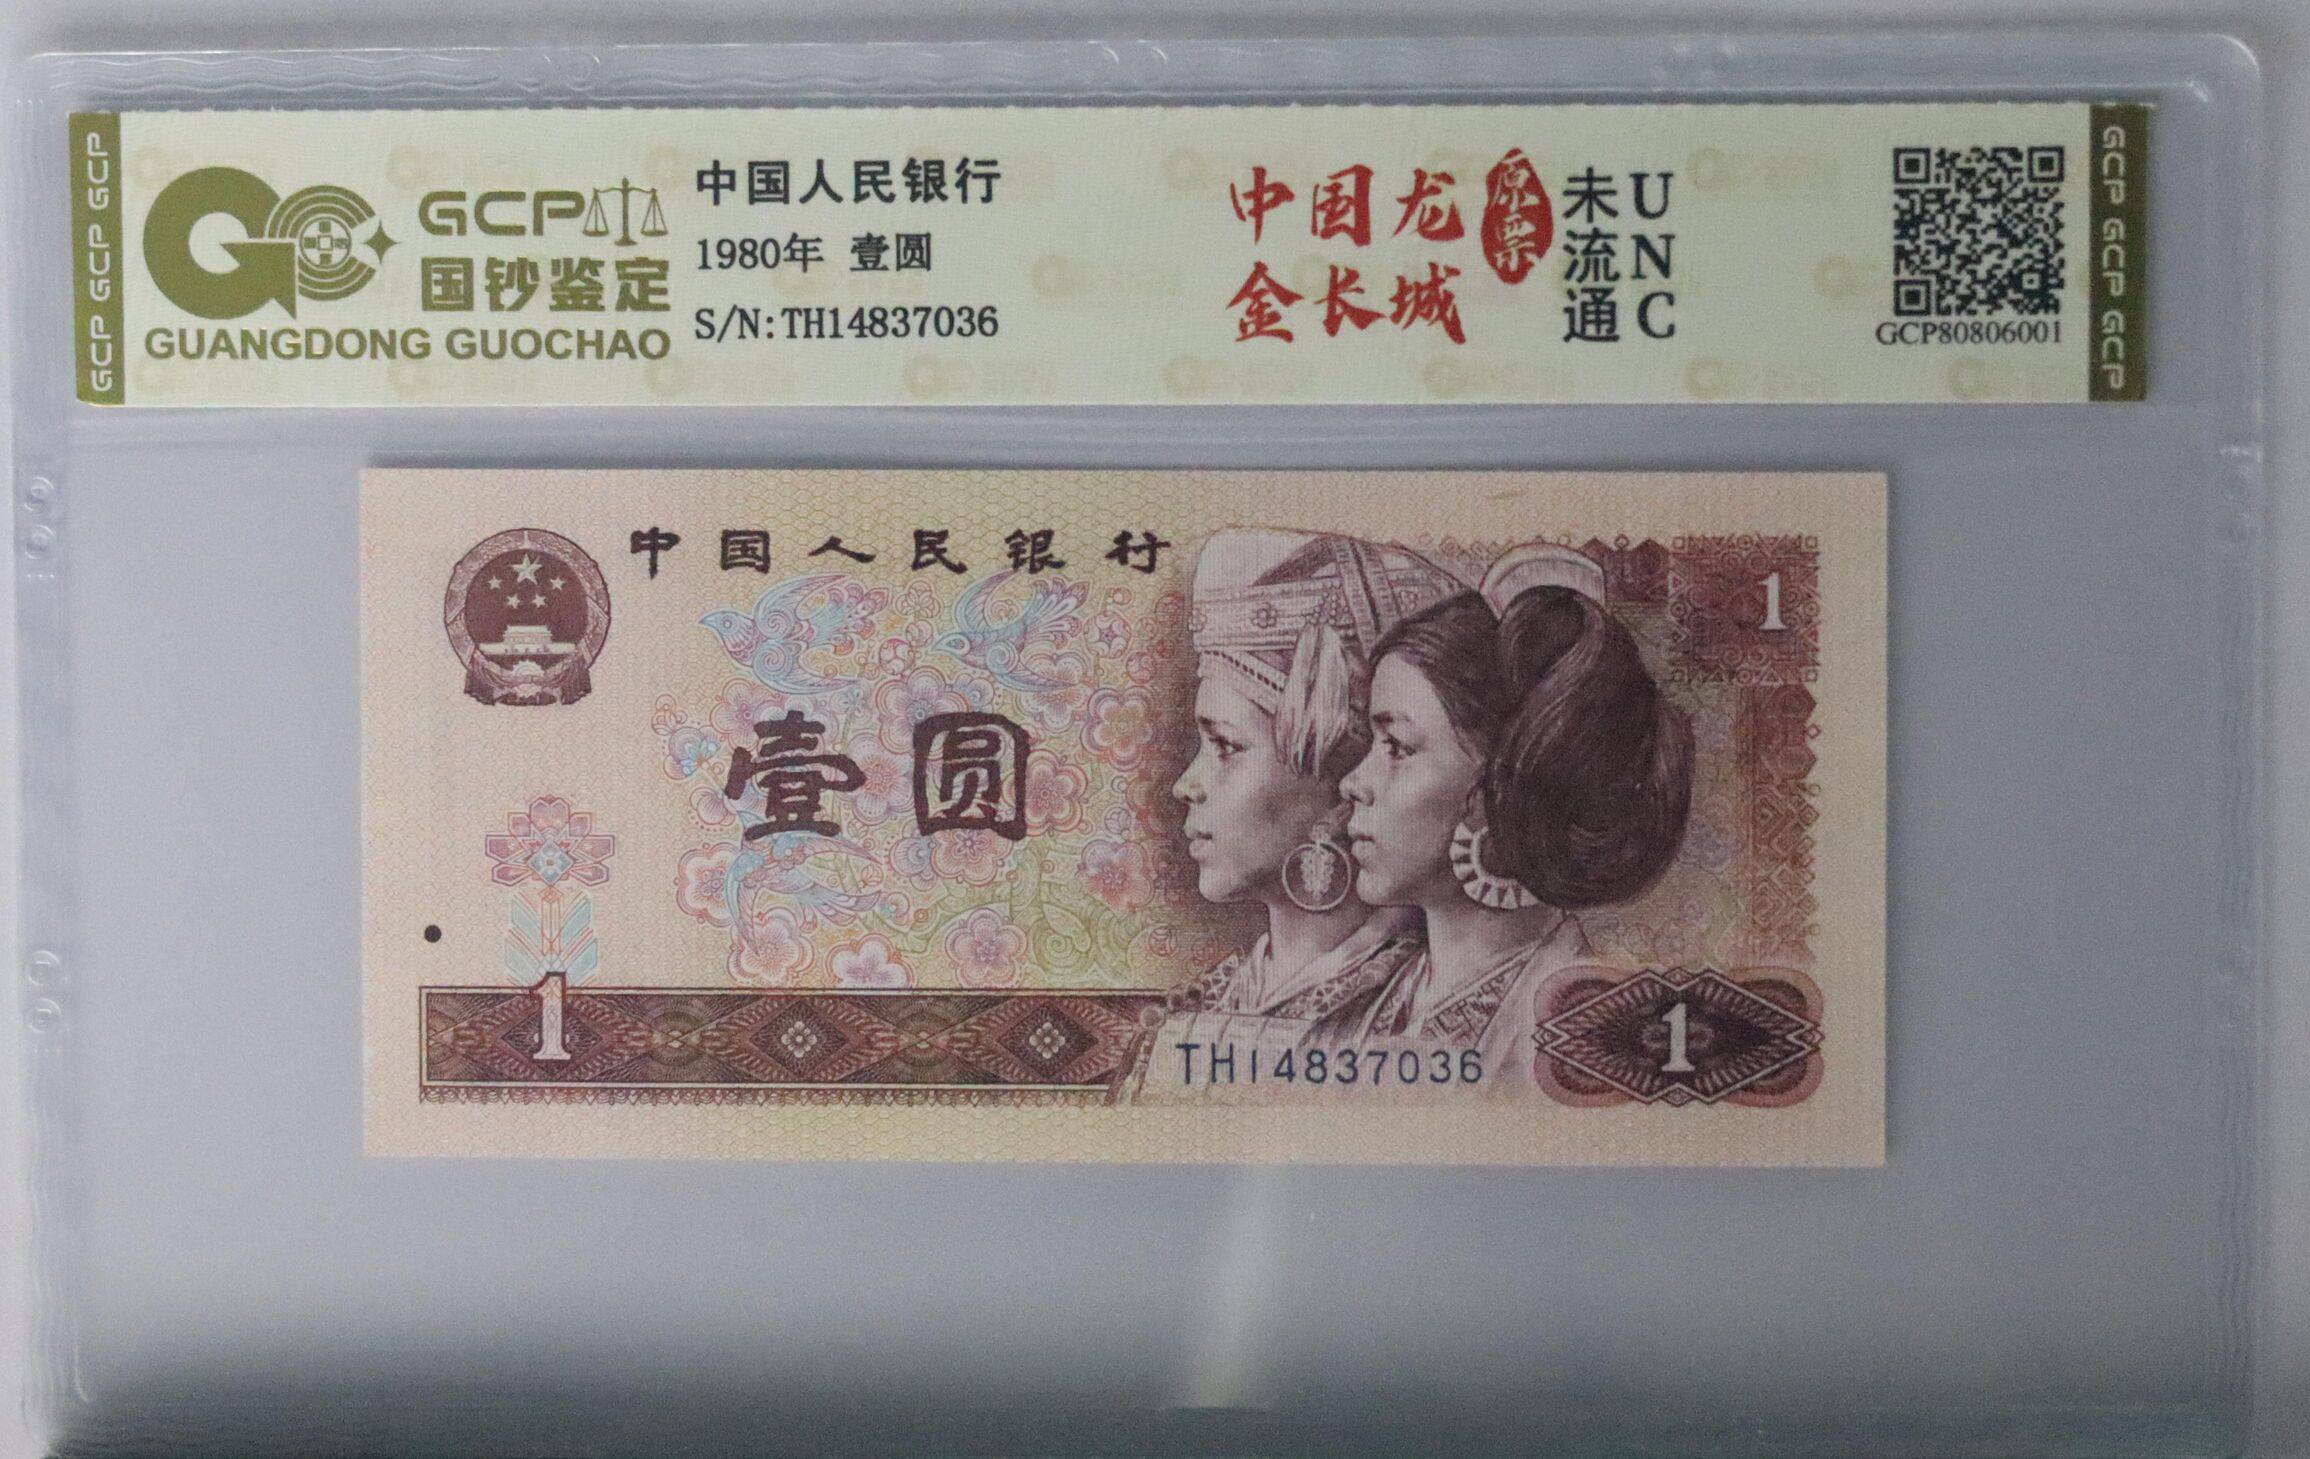 GCP GCP GCP
GCP
国钞鉴定
GUANGDONG GUOCHAO
中国人民银行
1980年 壹圆
S/N:TH14837036
中国龙
金长城
原票
未流通
UNC
GCP80806001
GCP GCP GCP
中国人民银行
1
壹圆
1
TH14837036
1